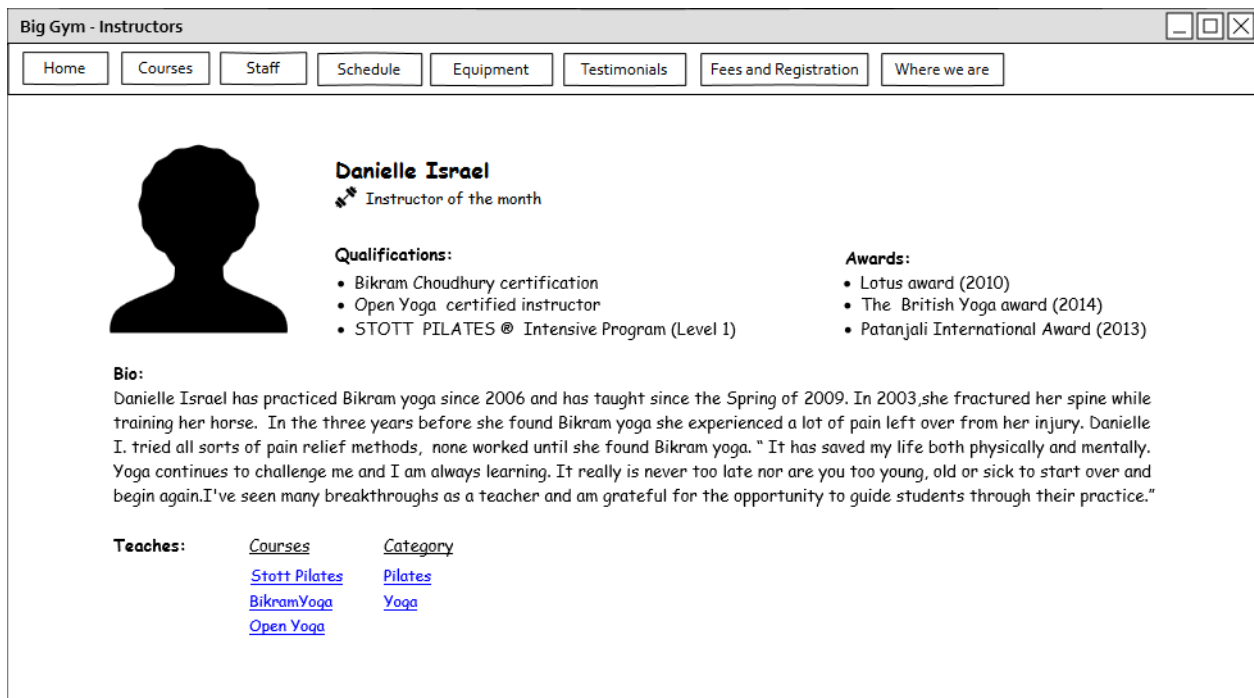 Big Gym - Instructors
Home Courses Staff Schedule Equipment Testimonials Fees and Registration Where we are
Danielle Israel
Instructor of the month
Qualifications:
• Bikram Choudhury certification
• Open Yoga certified instructor
• STOTT PILATES ® Intensive Program (Level 1)
Awards:
• Lotus award (2010)
• The British Yoga award (2014)
• Patanjali International Award (2013)
Bio:
Danielle Israel has practiced Bikram yoga since 2006 and has taught since the Spring of 2009. In 2003,she fractured her spine while
training her horse. In the three years before she found Bikram yoga she experienced a lot of pain left over from her injury. Danielle
I. tried all sorts of pain relief methods, none worked until she found Bikram yoga. “ It has saved my life both physically and mentally.
Yoga continues to challenge me and I am always learning. It really is never too late nor are you too young, old or sick to start over and
begin again.I've seen many breakthroughs as a teacher and am grateful for the opportunity to guide students through their practice.”
Teaches: Courses Category
Stott Pilates Pilates
BikramYoga Yoga
Open Yoga